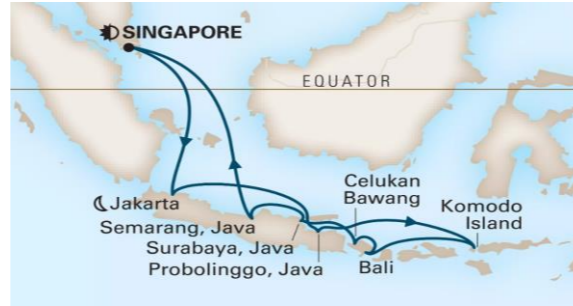 SINGAPORE
EQUATOR
Jakarta
Semarang, Java
Surabaya, Java
Probolinggo, Java
Celukan
Bawang
Bali
Komodo
Island